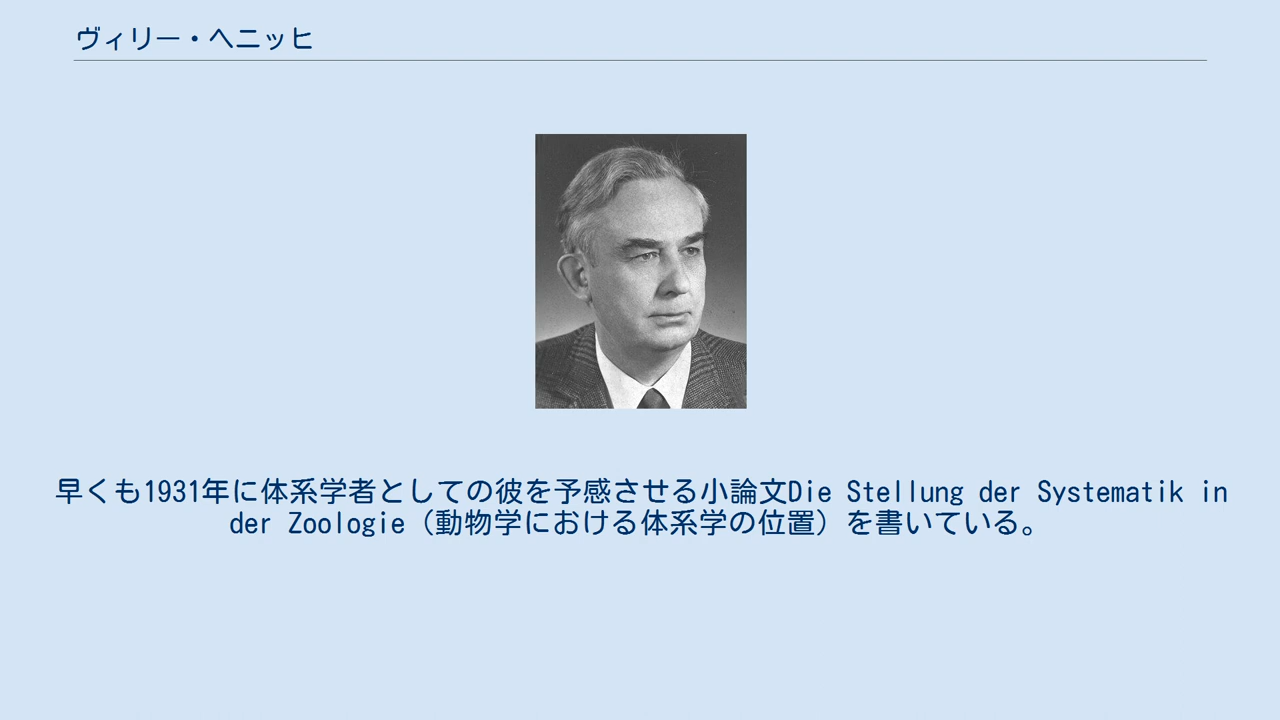 ヴィリー・ヘニッヒ
早くも1931年に体系学者としての彼を予感させる小論文Die Stellung der Systematik in
der Zoologie（動物学における体系学の位置）を書いている。